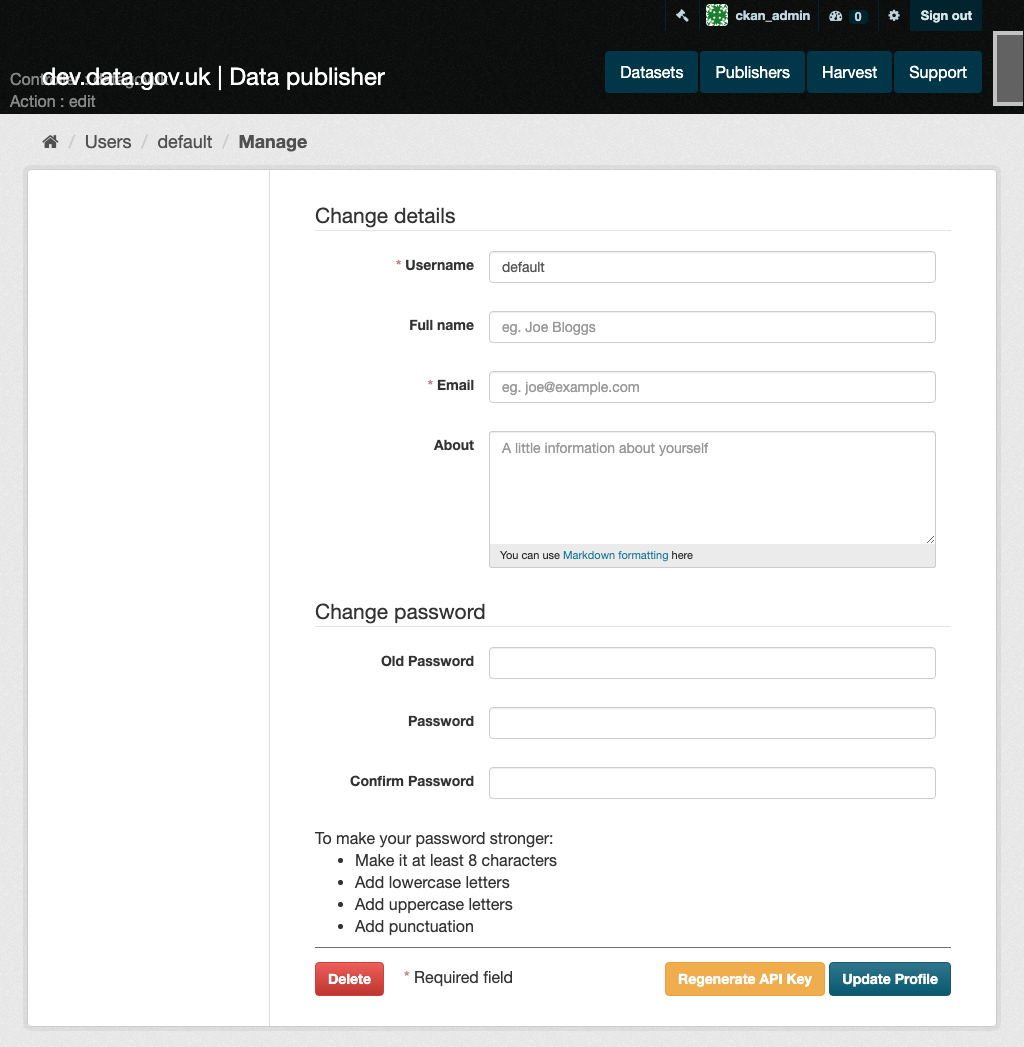 ckan_admin 0 Sign out
dev.data.gov.uk | Data publisher
Action : edit
Datasets Publishers Harvest Support
/ Users / default / Manage
Change details
* Username default
Full name eg. Joe Bloggs
* Email eg. joe@example.com
About A little information about yourself
You can use Markdown formatting here
Change password
Old Password
Password
Confirm Password
To make your password stronger:
• Make it at least 8 characters
• Add lowercase letters
• Add uppercase letters
• Add punctuation
Delete * Required field Regenerate API Key Update Profile